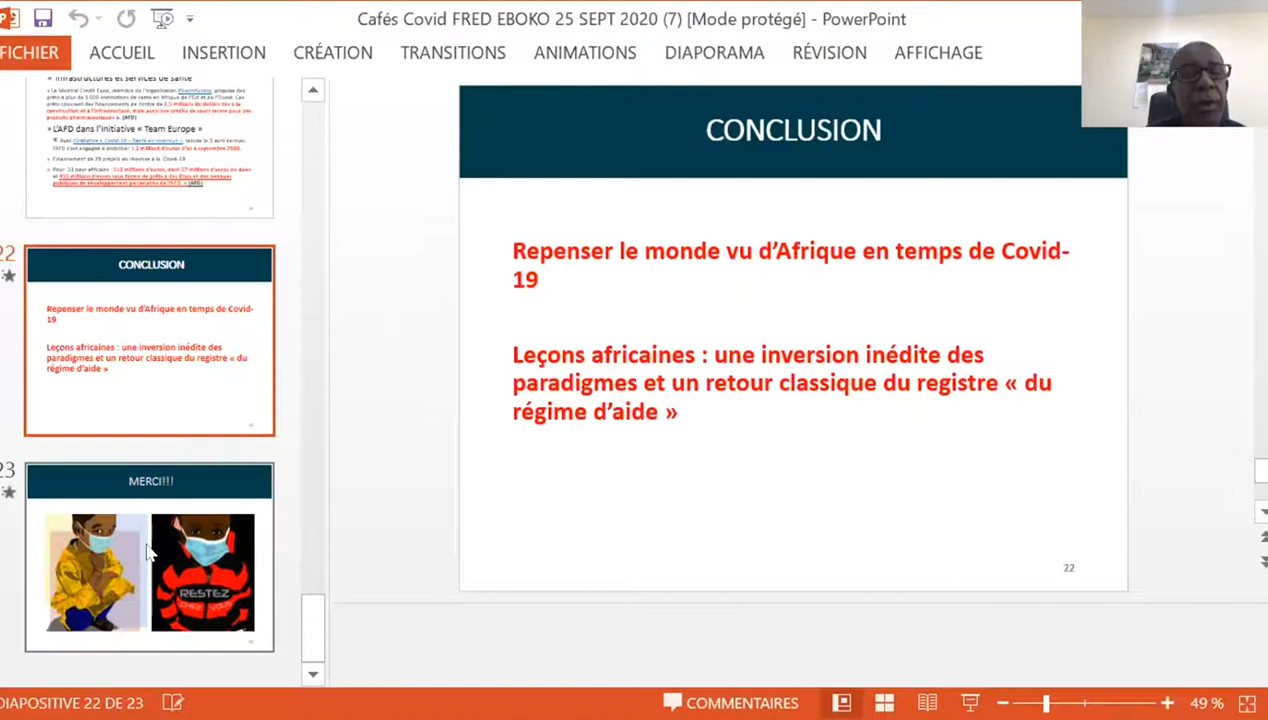 Cafés Covid FRED EBOKO 25 SEPT 2020 (7) [Mode protégé] - PowerPoint
FICHIER ACCUEIL INSERTION CRÉATION TRANSITIONS ANIMATIONS DIAPORAMA RÉVISION AFFICHAGE
» L'AFD dans l'Initiative « Team Europe »
22
CONCLUSION
Repenser le monde vu d'Afrique en temps de Covid-
19
Leçons africaines : une inversion inédite des
paradigmes et un retour classique du registre « du
régime d'aide »
23
MERCI!!!
RESTEZ
CHEZ VOUS
CONCLUSION
Repenser le monde vu d'Afrique en temps de Covid-
19
Leçons africaines : une inversion inédite des
paradigmes et un retour classique du registre « du
régime d'aide »
22
DIAPOSITIVE 22 DE 23 COMMENTAIRES 49 %